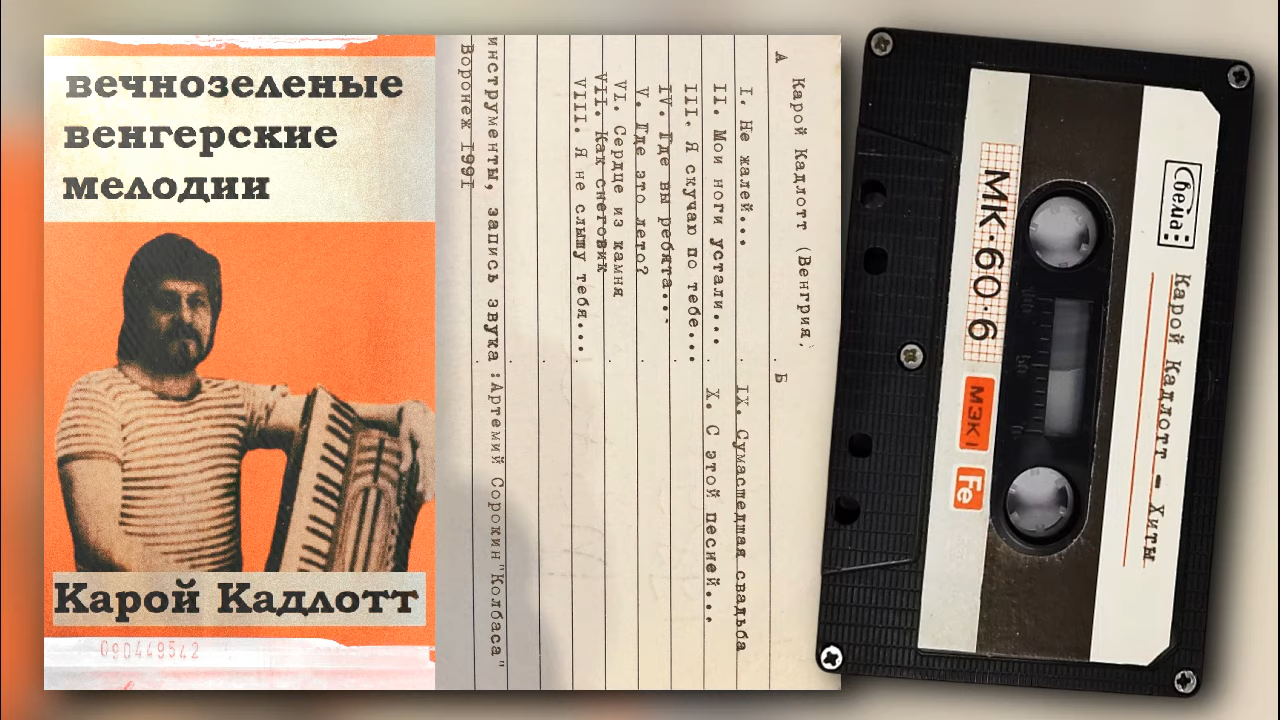 вечнозеленые
венгерские
мелодии
Карой Кадлотт
090449542
А Карой Кадлотт (Венгрия) Б
I. Не жалей...
II. Мои ноги устали...
III. Я скучаю по тебе...
IV. Где вы ребята...
V. Где это лето?
VI. Сердце из камня
VII. Как снеговик
VIII. Я не слышу тебя....
IX. Сумасшедшая свадьба
X. С этой песней...
инструменты, запись звука :Артемий Сорокин"Колбаса"
Воронеж 1991
Свема
Карой Кадлотт - Хиты
МК·60·6
МЭК I
Fe